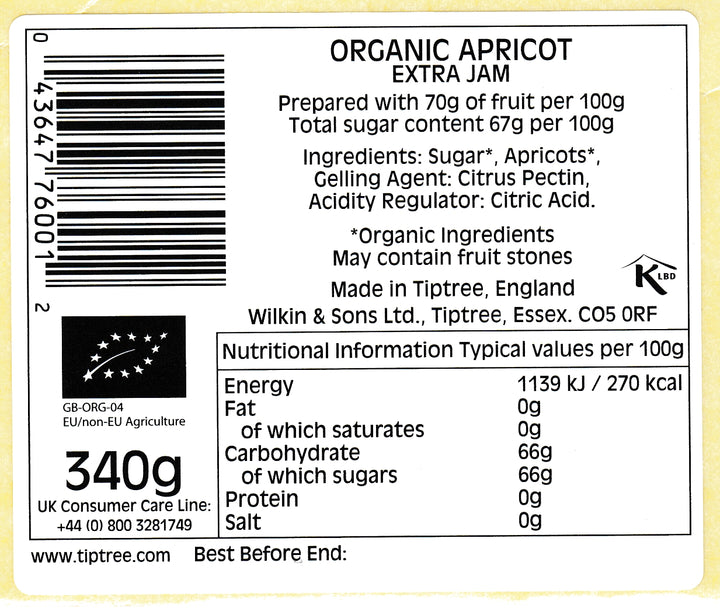 0
43647 76001
2
ORGANIC APRICOT
EXTRA JAM
Prepared with 70g of fruit per 100g
Total sugar content 67g per 100g
Ingredients: Sugar*, Apricots*,
Gelling Agent: Citrus Pectin,
Acidity Regulator: Citric Acid.
*Organic Ingredients
May contain fruit stones
K LBD
Made in Tiptree, England
Wilkin & Sons Ltd., Tiptree, Essex. CO5 0RF
GB-ORG-04
EU/non-EU Agriculture
340g
UK Consumer Care Line:
+44 (0) 800 3281749
Nutritional Information Typical values per 100g
Energy 1139 kJ / 270 kcal
Fat 0g
of which saturates 0g
Carbohydrate 66g
of which sugars 66g
Protein 0g
Salt 0g
www.tiptree.com Best Before End: